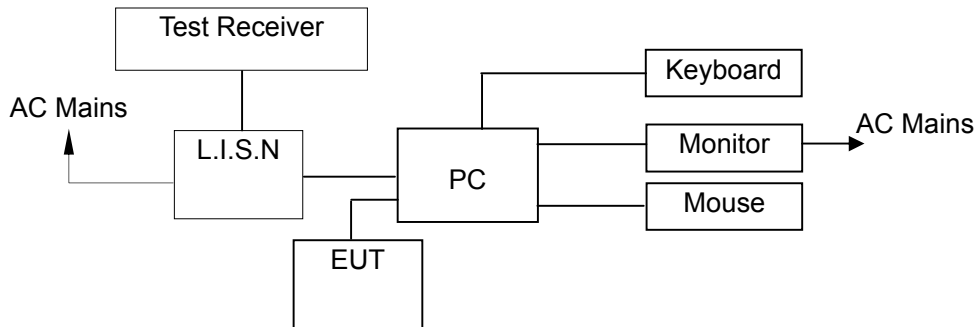 Test Receiver
Keyboard
AC Mains
AC Mains
L.I.S.N
Monitor
PC
Mouse
EUT